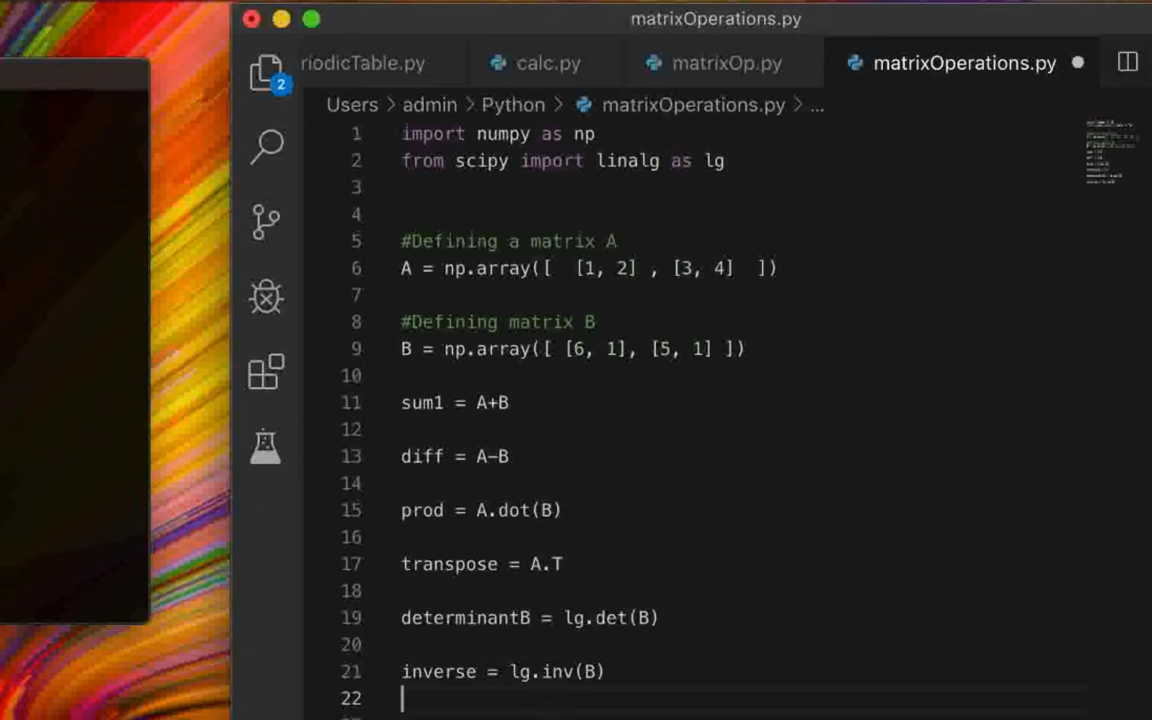 matrixOperations.py
riodicTable.py calc.py matrixOp.py matrixOperations.py
2
Users > admin > Python > matrixOperations.py > ...
1 import numpy as np
2 from scipy import linalg as lg
3
4
5 #Defining a matrix A
6 A = np.array([  [1, 2] , [3, 4]  ])
7
8 #Defining matrix B
9 B = np.array([ [6, 1], [5, 1] ])
10
11 sum1 = A+B
12
13 diff = A-B
14
15 prod = A.dot(B)
16
17 transpose = A.T
18
19 determinantB = lg.det(B)
20
21 inverse = lg.inv(B)
22